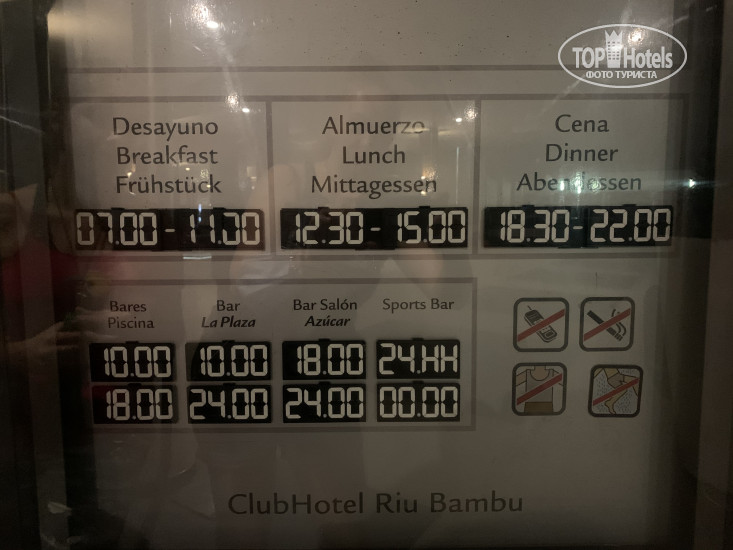 TOP Hotels
ФОТО ТУРИСТА
Desayuno
Breakfast
Frühstück
07.00 - 11.00
Almuerzo
Lunch
Mittagessen
12.30 - 15.00
Cena
Dinner
Abendessen
18.30 - 22.00
Bares
Piscina
10.00
18.00
Bar
La Plaza
10.00
24.00
Bar Salón
Azúcar
18.00
24.00
Sports Bar
24.HH
00.00
ClubHotel Riu Bambu